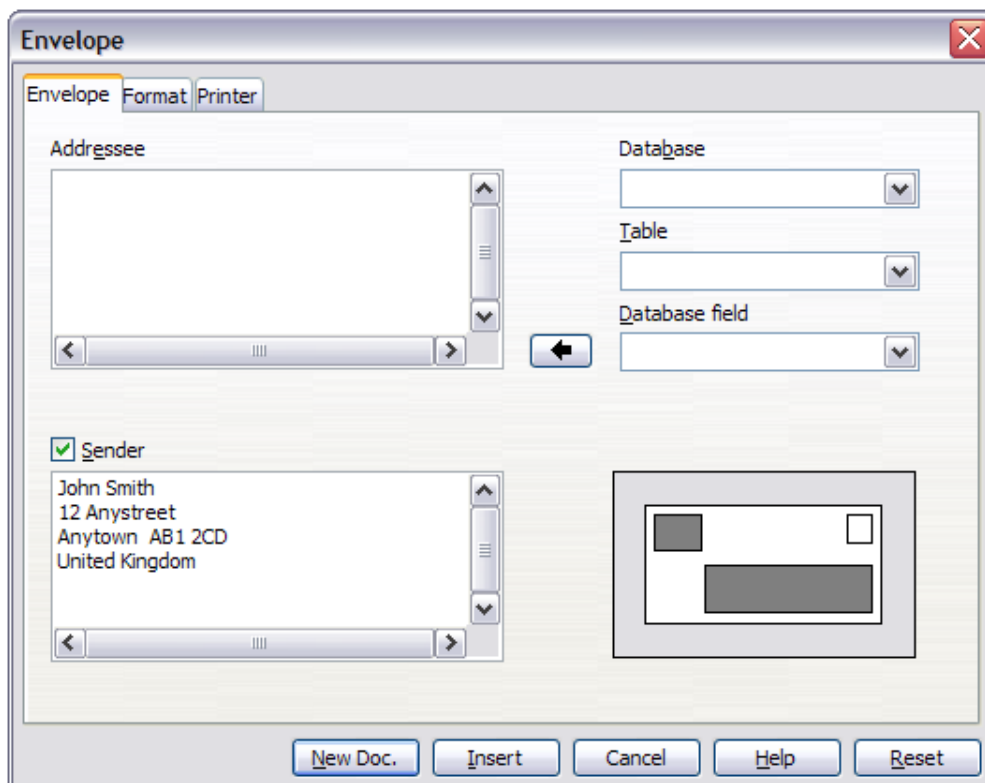 Envelope
Envelope Format Printer
Addressee
Database
Table
Database field
Sender
John Smith
12 Anystreet
Anytown  AB1 2CD
United Kingdom
New Doc. Insert Cancel Help Reset